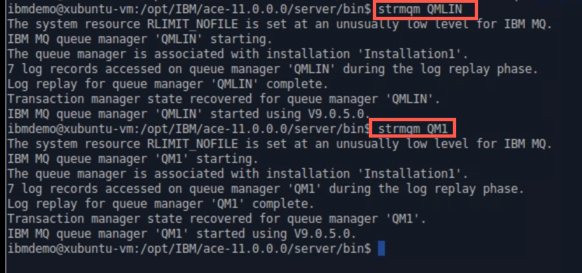 ibmdemo@xubuntu-vm:/opt/IBM/ace-11.0.0.0/server/bin$ strmqm QMLIN
The system resource RLIMIT_NOFILE is set at an unusually low level for IBM MQ.
IBM MQ queue manager 'QMLIN' starting.
The queue manager is associated with installation 'Installation1'.
7 log records accessed on queue manager 'QMLIN' during the log replay phase.
Log replay for queue manager 'QMLIN' complete.
Transaction manager state recovered for queue manager 'QMLIN'.
IBM MQ queue manager 'QMLIN' started using V9.0.5.0.
ibmdemo@xubuntu-vm:/opt/IBM/ace-11.0.0.0/server/bin$ strmqm QM1
The system resource RLIMIT_NOFILE is set at an unusually low level for IBM MQ.
IBM MQ queue manager 'QM1' starting.
The queue manager is associated with installation 'Installation1'.
7 log records accessed on queue manager 'QM1' during the log replay phase.
Log replay for queue manager 'QM1' complete.
Transaction manager state recovered for queue manager 'QM1'.
IBM MQ queue manager 'QM1' started using V9.0.5.0.
ibmdemo@xubuntu-vm:/opt/IBM/ace-11.0.0.0/server/bin$